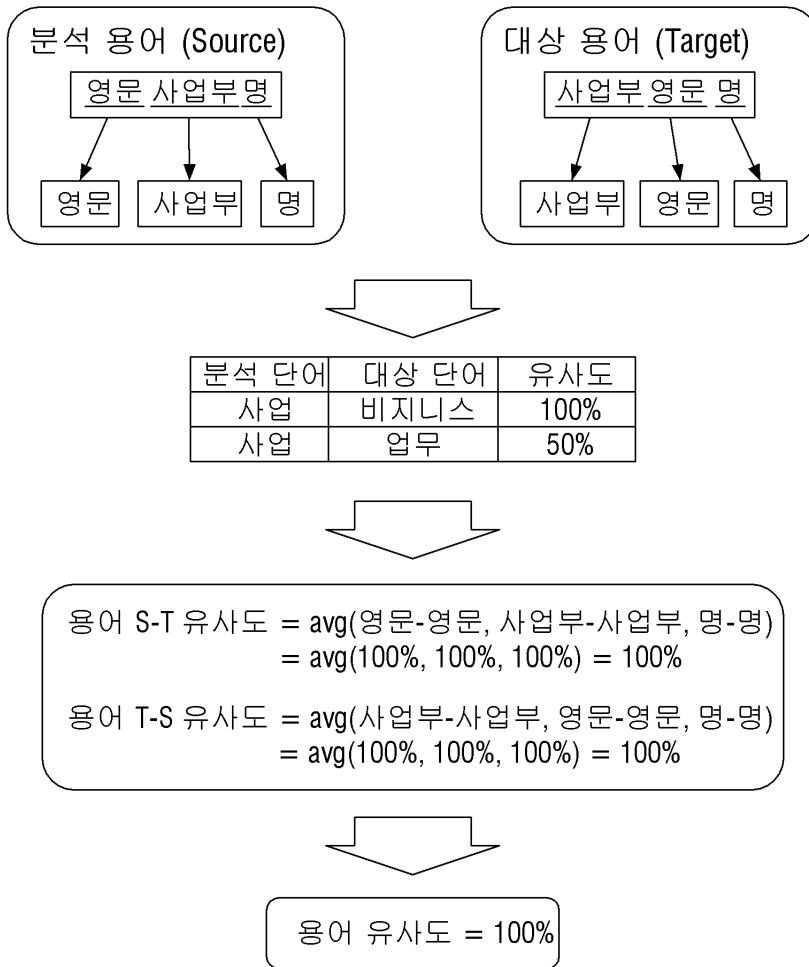 분석 용어 (Source)
영문 사업부 명
영문 사업부 명
대상 용어 (Target)
사업부 영문 명
사업부 영문 명
분석 단어 대상 단어 유사도
사업 비지니스 100%
사업 업무 50%
용어 S-T 유사도 = avg(영문-영문, 사업부-사업부, 명-명)
= avg(100%, 100%, 100%) = 100%
용어 T-S 유사도 = avg(사업부-사업부, 영문-영문, 명-명)
= avg(100%, 100%, 100%) = 100%
용어 유사도 = 100%